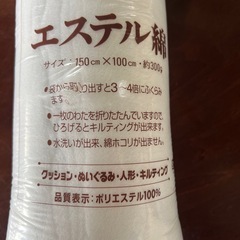 エステル綿
サイズ:150cm×100cm・約300g
●袋から取り出すと3〜4倍にふくらみ
ます。
●一枚のわたを折りたたんでいますので
ひろげるとキルティングが出来ます。
●水洗いが出来、綿ホコリが出ません。
クッション・ぬいぐるみ・人形・キルティング
品質表示:ポリエステル100%